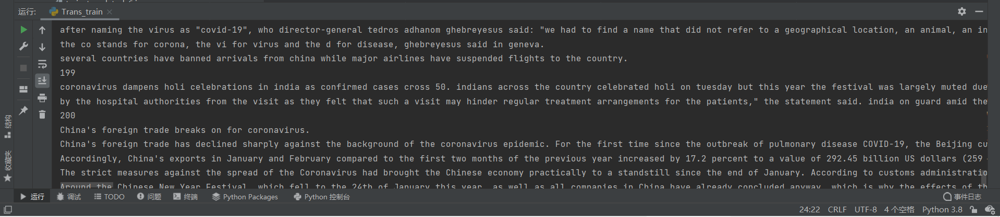 运行: Trans_train
after naming the virus as "covid-19", who director-general tedros adhanom ghebreyesus said: "we had to find a name that did not refer to a geographical location, an animal, an in
the co stands for corona, the vi for virus and the d for disease, ghebreyesus said in geneva.
several countries have banned arrivals from china while major airlines have suspended flights to the country.
199
coronavirus dampens holi celebrations in india as confirmed cases cross 50. indians across the country celebrated holi on tuesday but this year the festival was largely muted due
by the hospital authorities from the visit as they felt that such a visit may hinder regular treatment arrangements for the patients," the statement said. india on guard amid the
200
China's foreign trade breaks on for coronavirus.
China's foreign trade has declined sharply against the background of the coronavirus epidemic. For the first time since the outbreak of pulmonary disease COVID-19, the Beijing cu
Accordingly, China's exports in January and February compared to the first two months of the previous year increased by 17.2 percent to a value of 292.45 billion US dollars (259
The strict measures against the spread of the Coronavirus had brought the Chinese economy practically to a standstill since the end of January. According to customs administratio
Around the Chinese New Year Festival, which fell to the 24th of January this year, as well as all companies in China have already concluded anyway, which is why the effects of th
结构
收藏夹
运行 调试 TODO 问题 终端 Python Packages Python 控制台 事件日志
24:22 CRLF UTF-8 4 个空格 Python 3.8